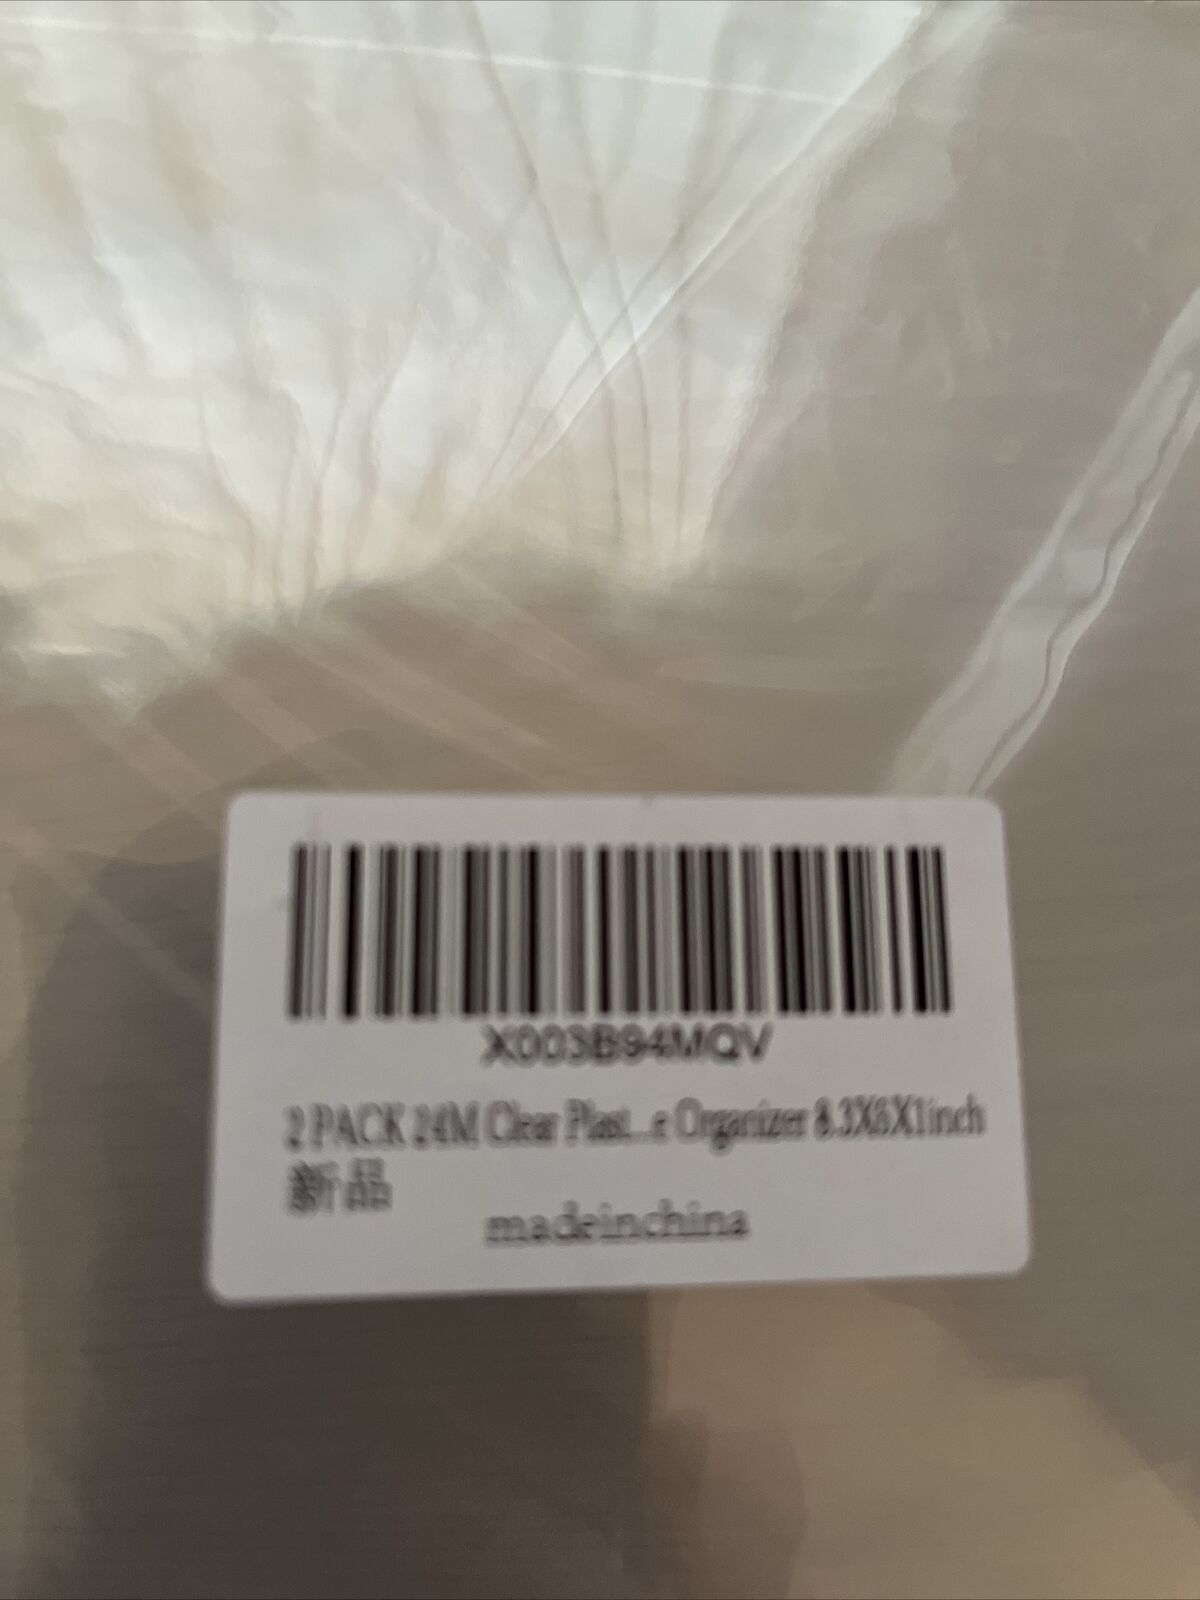 X003B94MQV
2 PACK 24M Clear Plast...e Organizer 8.3X8X1inch
新品
madeinchina